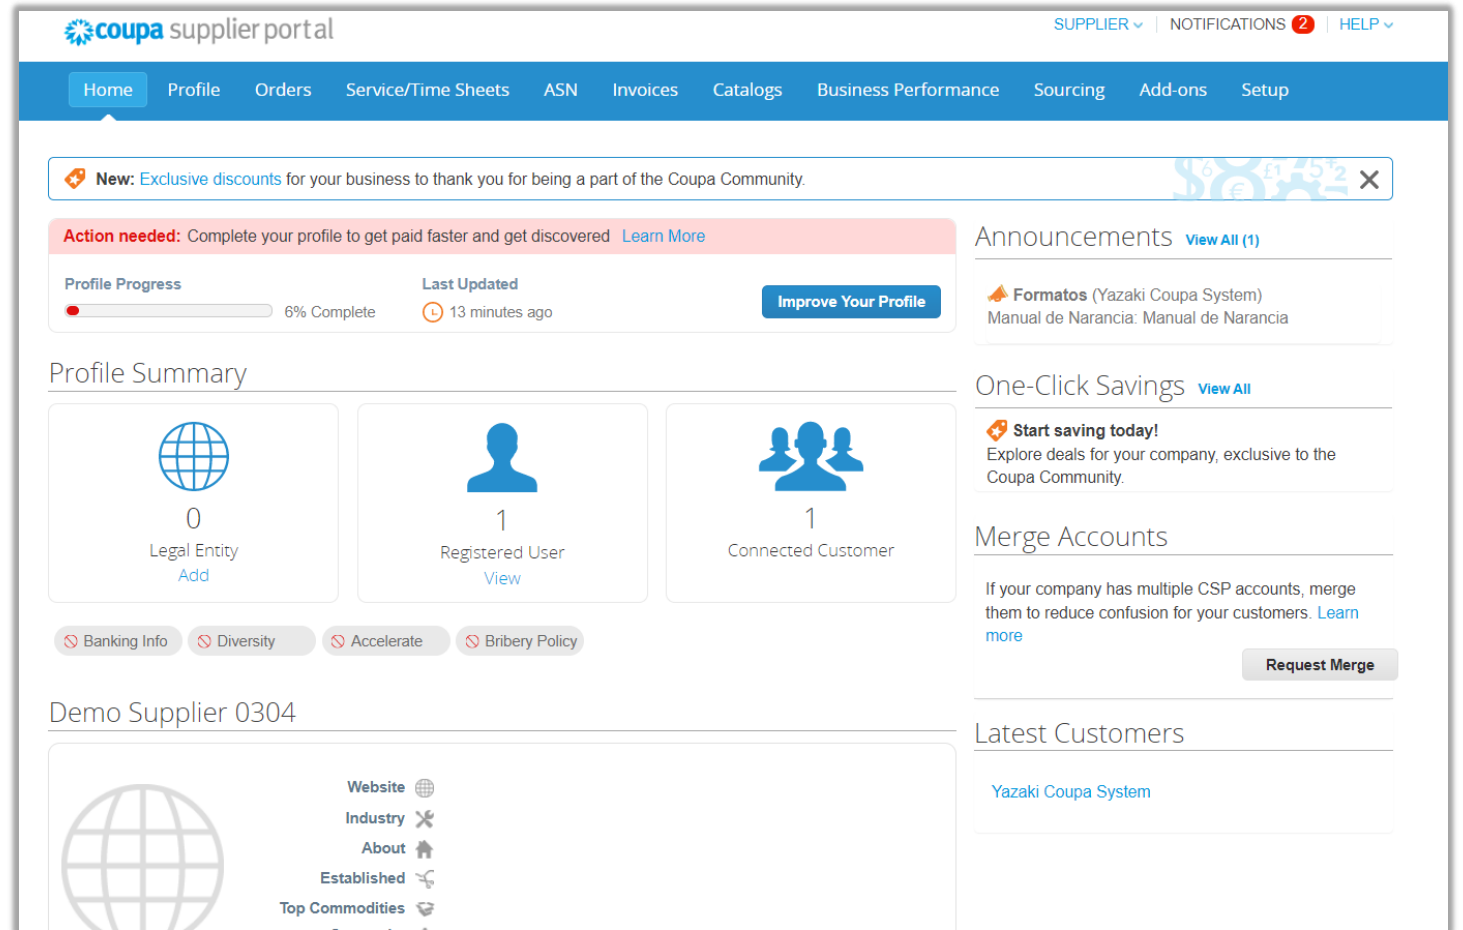 coupa supplier portal
SUPPLIER NOTIFICATIONS 2 HELP
Home Profile Orders Service/Time Sheets ASN Invoices Catalogs Business Performance Sourcing Add-ons Setup
New: Exclusive discounts for your business to thank you for being a part of the Coupa Community.
Action needed: Complete your profile to get paid faster and get discovered Learn More
Profile Progress
6% Complete
Last Updated
13 minutes ago
Improve Your Profile
Profile Summary
0
Legal Entity
Add
1
Registered User
View
1
Connected Customer
Banking Info Diversity Accelerate Bribery Policy
Demo Supplier 0304
Website
Industry
About
Established
Top Commodities
Announcements View All (1)
Formatos (Yazaki Coupa System)
Manual de Narancia: Manual de Narancia
One-Click Savings View All
Start saving today!
Explore deals for your company, exclusive to the
Coupa Community.
Merge Accounts
If your company has multiple CSP accounts, merge
them to reduce confusion for your customers. Learn
more
Request Merge
Latest Customers
Yazaki Coupa System